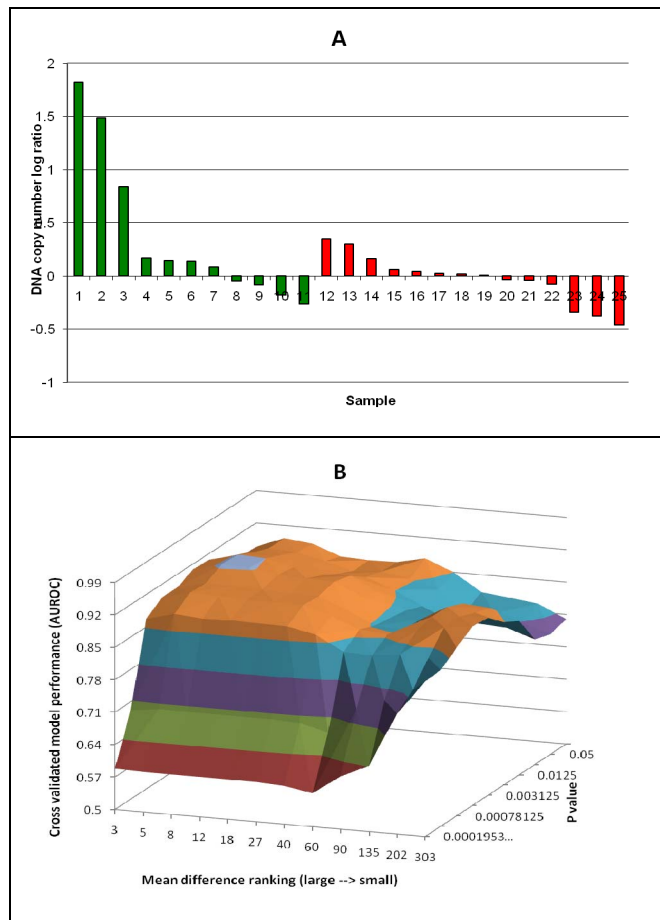 A
2
1.5
1
0.5
0
-0.5
-1
DNA copy number log ratio
1 2 3 4 5 6 7 8 9 10 11 12 13 14 15 16 17 18 19 20 21 22 23 24 25
Sample
B
0.99
0.92
0.85
0.78
0.71
0.64
0.57
0.5
Cross validated model performance (AUROC)
3 5 8 12 18 27 40 60 90 135 202 303
Mean difference ranking (large --> small)
0.05
0.0125
0.003125
0.00078125
0.0001953...
P value